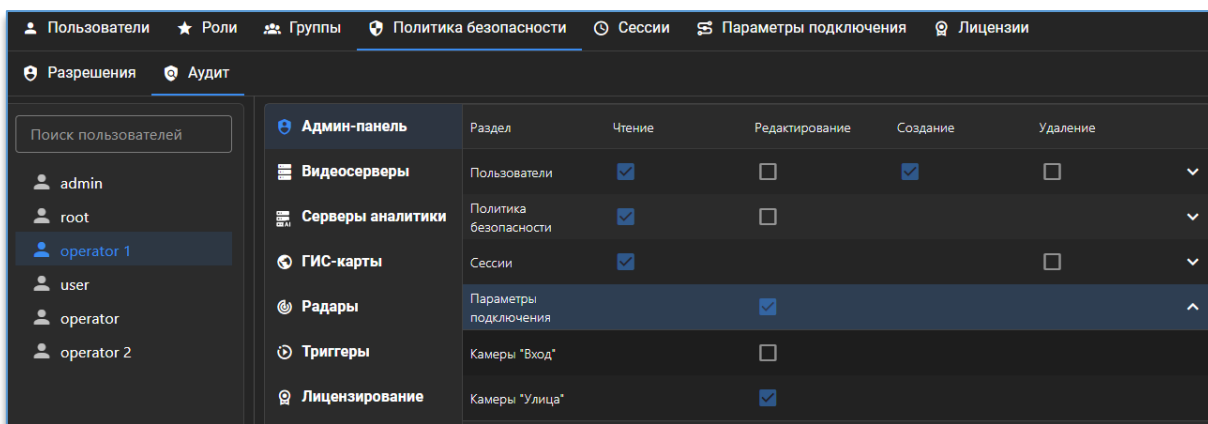 Пользователи Роли Группы Политика безопасности Сессии Параметры подключения Лицензии
Разрешения Аудит
Поиск пользователей
admin
root
operator 1
user
operator
operator 2
Админ-панель
Видеосерверы
Серверы аналитики
ГИС-карты
Радары
Триггеры
Лицензирование
Раздел Чтение Редактирование Создание Удаление
Пользователи
Политика
безопасности
Сессии
Параметры
подключения
Камеры "Вход"
Камеры "Улица"